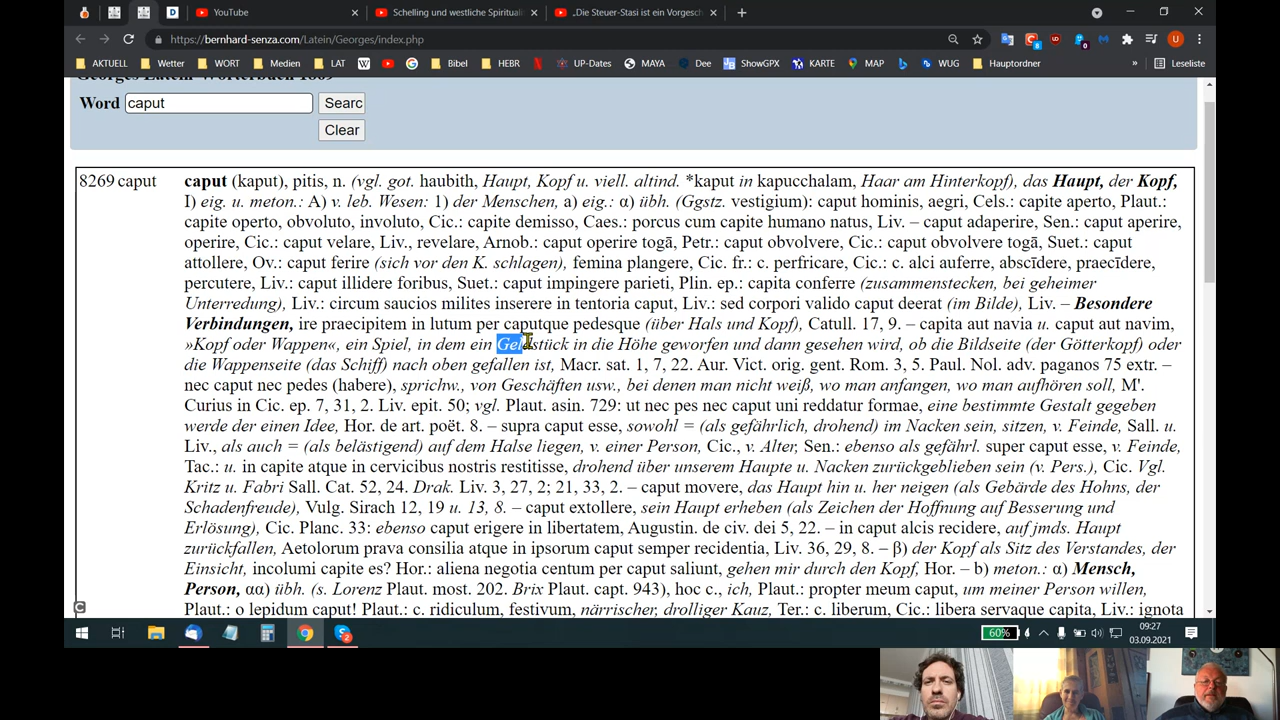 YouTube
Schelling und westliche Spirituali
„Die Steuer-Stasi ist ein Vorgesch
https://bernhard-senza.com/Latein/Georges/index.php
AKTUELL Wetter WORT Medien LAT Bibel HEBR UP-Dates MAYA Dee ShowGPX KARTE MAP WUG Hauptordner » Leseliste
Word caput Searc
Clear
8269 caput caput (kaput), pitis, n. (vgl. got. haubith, Haupt, Kopf u. viell. altind. *kaput in kapucchalam, Haar am Hinterkopf), das Haupt, der Kopf,
I) eig. u. meton.: A) v. leb. Wesen: 1) der Menschen, a) eig.: α) übh. (Ggstz. vestigium): caput hominis, aegri, Cels.: capite aperto, Plaut.:
capite operto, obvoluto, involuto, Cic.: capite demisso, Caes.: porcus cum capite humano natus, Liv. – caput adaperire, Sen.: caput aperire,
operire, Cic.: caput velare, Liv., revelare, Arnob.: caput operire togā, Petr.: caput obvolvere, Cic.: caput obvolvere togā, Suet.: caput
attollere, Ov.: caput ferire (sich vor den K. schlagen), femina plangere, Cic. fr.: c. perfricare, Cic.: c. alci auferre, abscīdere, praecīdere,
percutere, Liv.: caput illidere foribus, Suet.: caput impingere parieti, Plin. ep.: capita conferre (zusammenstecken, bei geheimer
Unterredung), Liv.: circum saucios milites inserere in tentoria caput, Liv.: sed corpori valido caput deerat (im Bilde), Liv. – Besondere
Verbindungen, ire praecipitem in lutum per caputque pedesque (über Hals und Kopf), Catull. 17, 9. – capita aut navia u. caput aut navim,
»Kopf oder Wappen«, ein Spiel, in dem ein Geldstück in die Höhe geworfen und dann gesehen wird, ob die Bildseite (der Götterkopf) oder
die Wappenseite (das Schiff) nach oben gefallen ist, Macr. sat. 1, 7, 22. Aur. Vict. orig. gent. Rom. 3, 5. Paul. Nol. adv. paganos 75 extr. –
nec caput nec pedes (habere), sprichw., von Geschäften usw., bei denen man nicht weiß, wo man anfangen, wo man aufhören soll, M'.
Curius in Cic. ep. 7, 31, 2. Liv. epit. 50; vgl. Plaut. asin. 729: ut nec pes nec caput uni reddatur formae, eine bestimmte Gestalt gegeben
werde der einen Idee, Hor. de art. poët. 8. – supra caput esse, sowohl = (als gefährlich, drohend) im Nacken sein, sitzen, v. Feinde, Sall. u.
Liv., als auch = (als belästigend) auf dem Halse liegen, v. einer Person, Cic., v. Alter, Sen.: ebenso als gefährl. super caput esse, v. Feinde,
Tac.: u. in capite atque in cervicibus nostris restitisse, drohend über unserem Haupte u. Nacken zurückgeblieben sein (v. Pers.), Cic. Vgl.
Kritz u. Fabri Sall. Cat. 52, 24. Drak. Liv. 3, 27, 2; 21, 33, 2. – caput movere, das Haupt hin u. her neigen (als Gebärde des Hohns, der
Schadenfreude), Vulg. Sirach 12, 19 u. 13, 8. – caput extollere, sein Haupt erheben (als Zeichen der Hoffnung auf Besserung und
Erlösung), Cic. Planc. 33: ebenso caput erigere in libertatem, Augustin. de civ. dei 5, 22. – in caput alcis recidere, auf jmds. Haupt
zurückfallen, Aetolorum prava consilia atque in ipsorum caput semper recidentia, Liv. 36, 29, 8. – β) der Kopf als Sitz des Verstandes, der
Einsicht, incolumi capite es? Hor.: aliena negotia centum per caput saliunt, gehen mir durch den Kopf, Hor. – b) meton.: α) Mensch,
Person, αα) übh. (s. Lorenz Plaut. most. 202. Brix Plaut. capt. 943), hoc c., ich, Plaut.: propter meum caput, um meiner Person willen,
Plaut.: o lepidum caput! Plaut.: c. ridiculum, festivum, närrischer, drolliger Kauz, Ter.: c. liberum, Cic.: libera servaque capita, Liv.: ignota
60% 09:27
03.09.2021